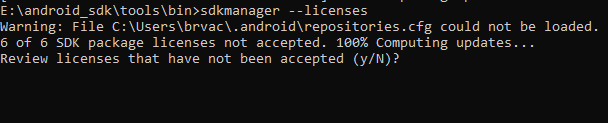 E:\android_sdk\tools\bin>sdkmanager --licenses
Warning: File C:\Users\brvac\.android\repositories.cfg could not be loaded.
6 of 6 SDK package licenses not accepted. 100% Computing updates...
Review licenses that have not been accepted (y/N)?